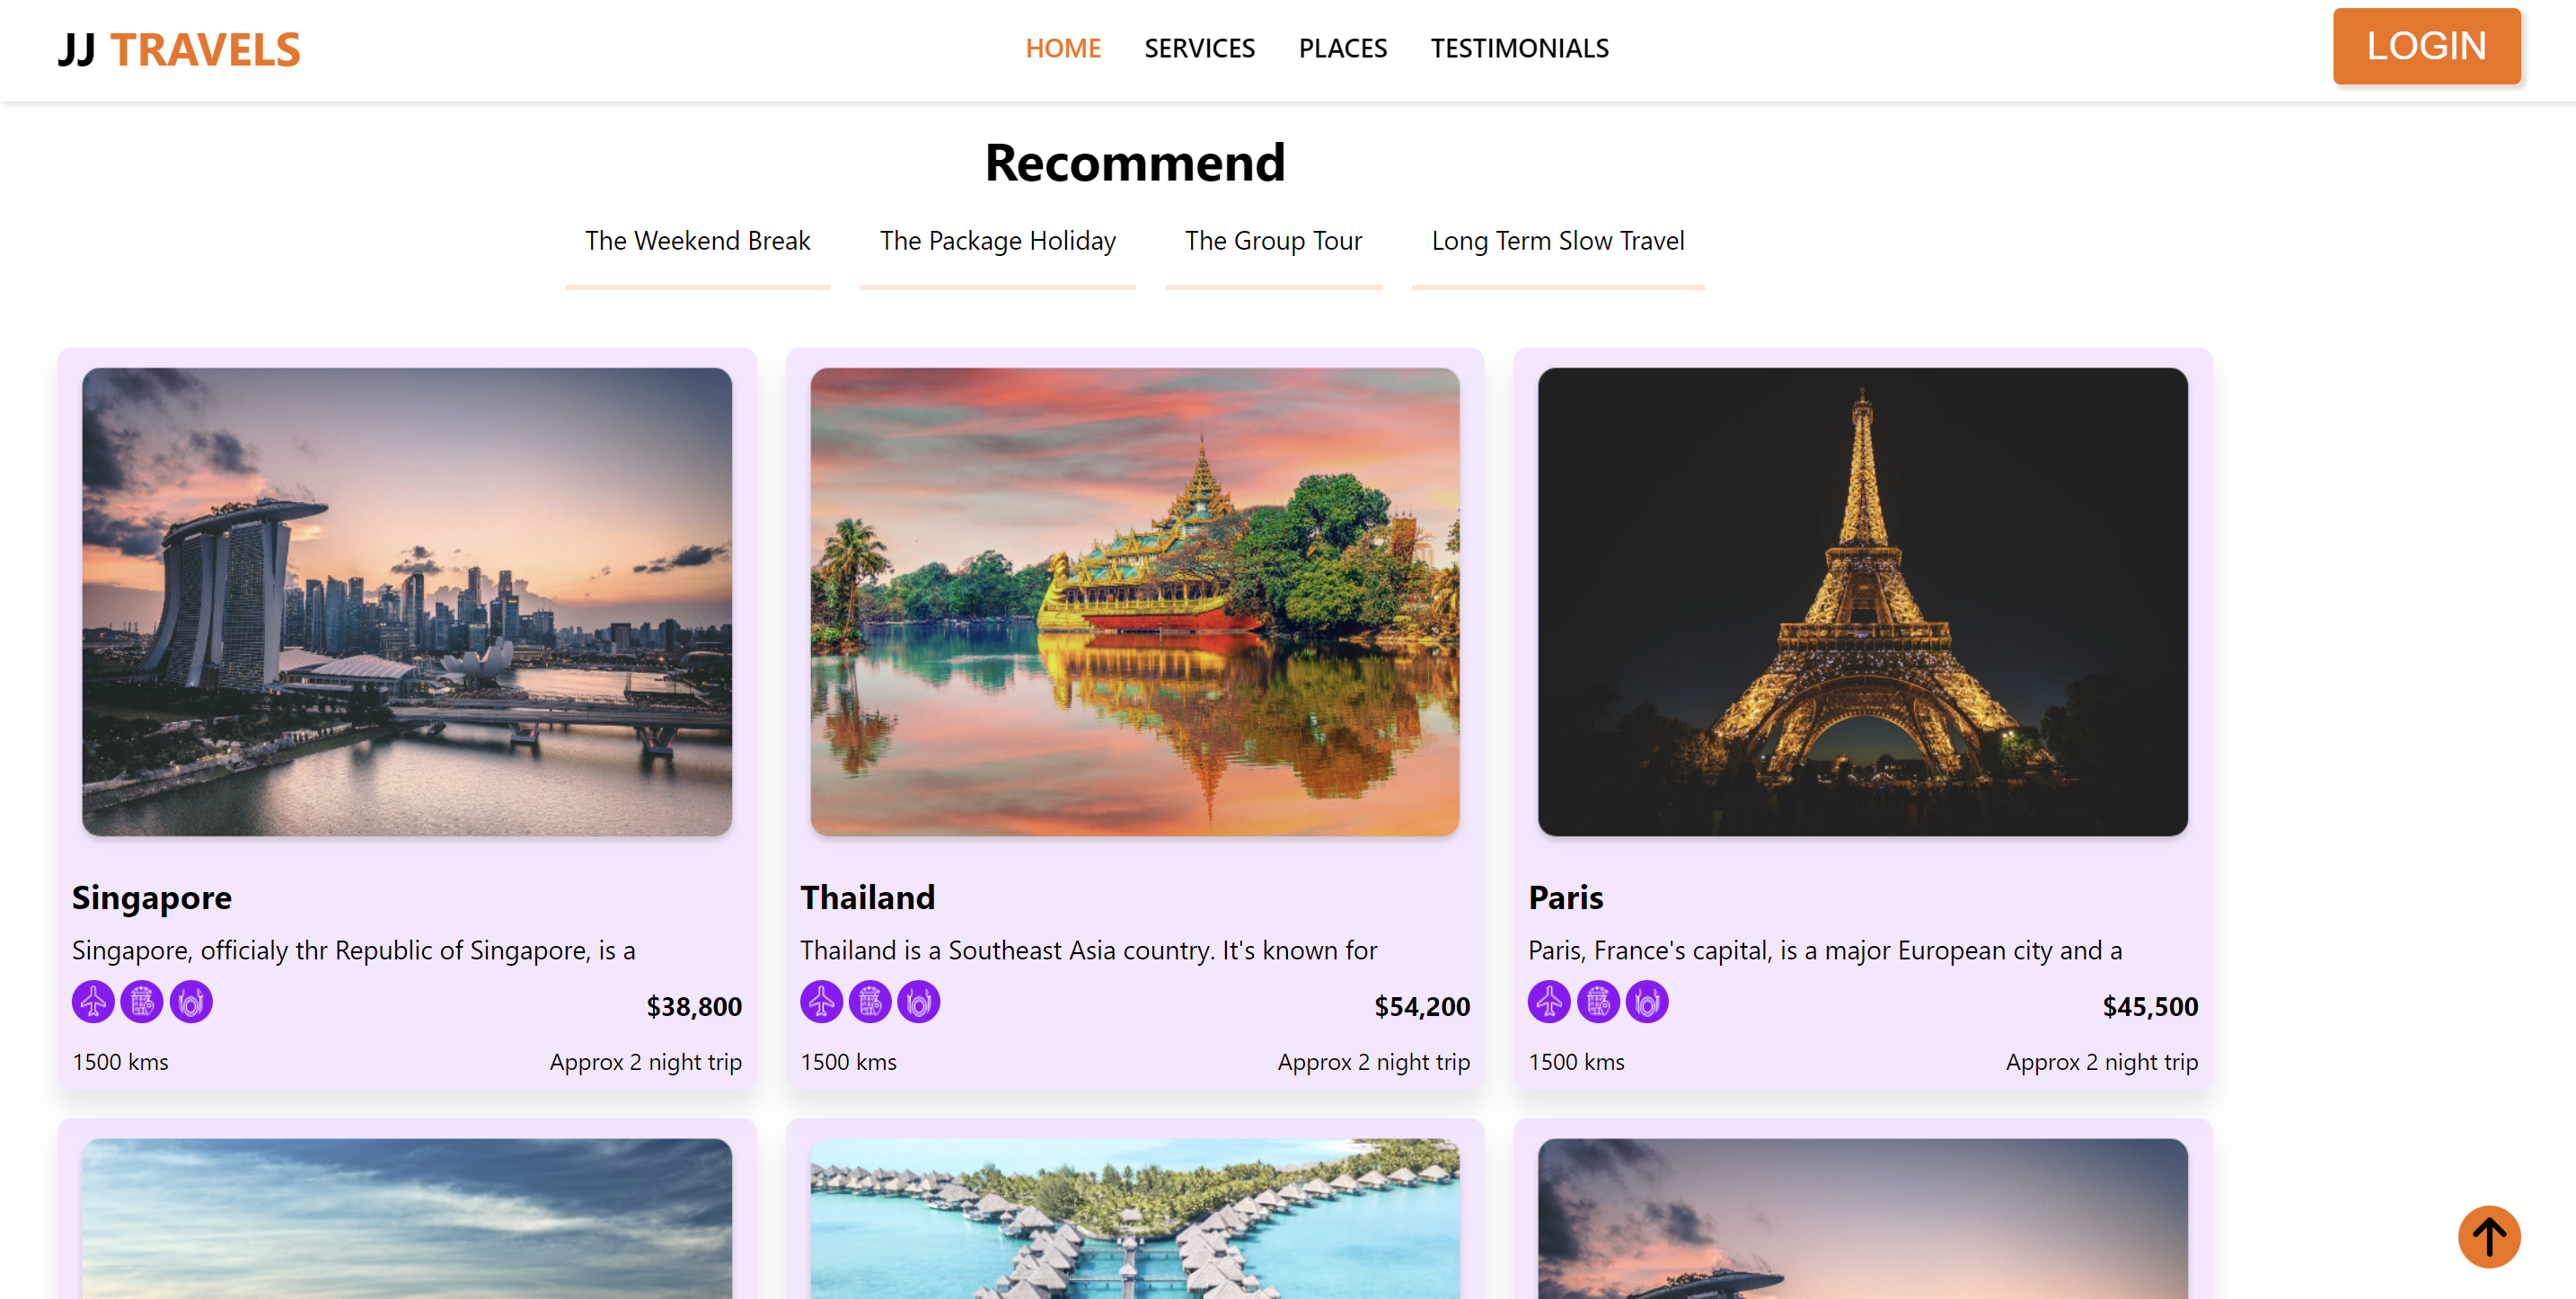 JJ TRAVELS
HOME SERVICES PLACES TESTIMONIALS
LOGIN
Recommend
The Weekend Break The Package Holiday The Group Tour Long Term Slow Travel
Singapore
Singapore, officialy thr Republic of Singapore, is a
$38,800
1500 kms Approx 2 night trip
Thailand
Thailand is a Southeast Asia country. It's known for
$54,200
1500 kms Approx 2 night trip
Paris
Paris, France's capital, is a major European city and a
$45,500
1500 kms Approx 2 night trip